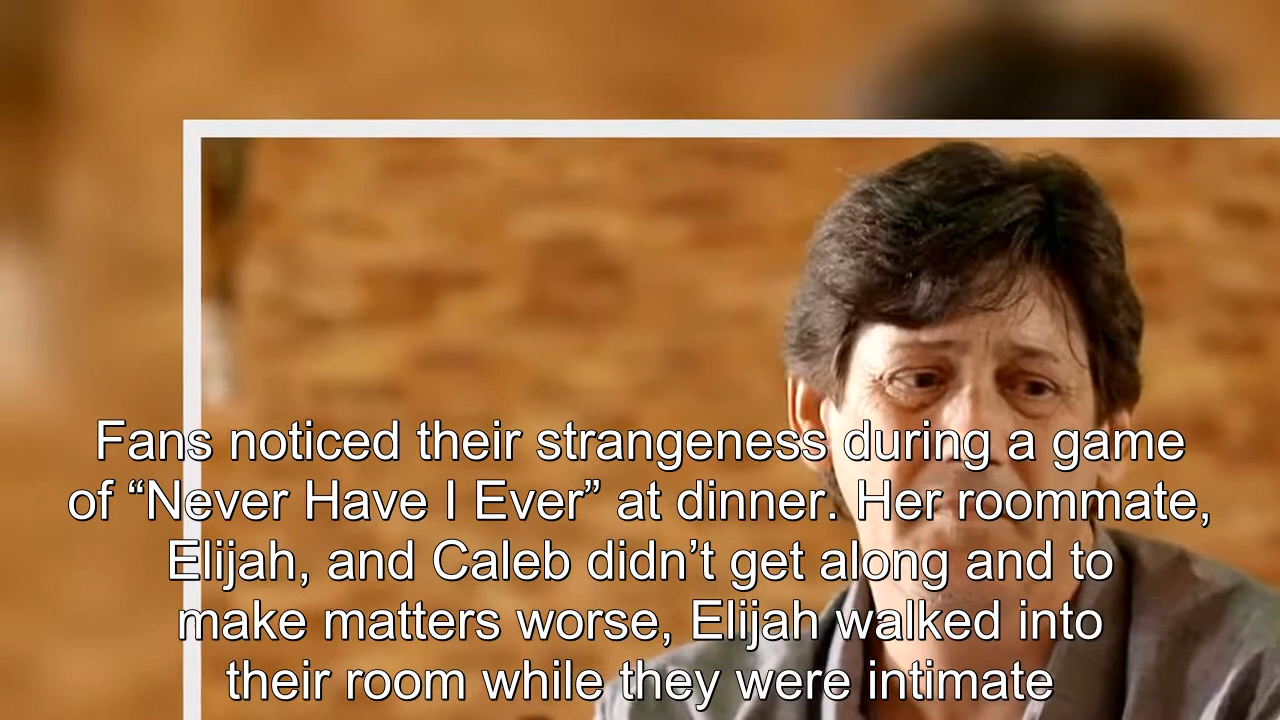 Fans noticed their strangeness during a game
of “Never Have I Ever” at dinner. Her roommate,
Elijah, and Caleb didn’t get along and to
make matters worse, Elijah walked into
their room while they were intimate